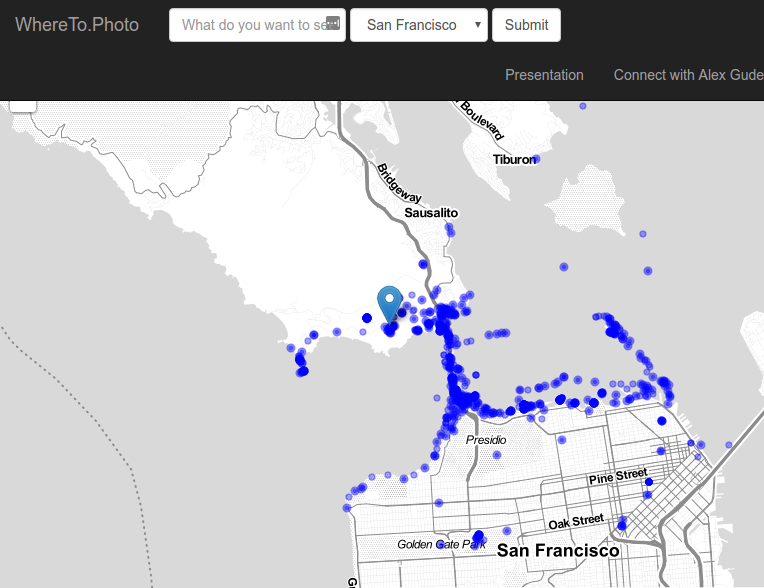 WhereTo.Photo
What do you want to se
San Francisco
Submit
Presentation
Connect with Alex Gude
Boulevard
Tiburon
Bridgeway
Sausalito
Presidio
Pine Street
Oak Street
Golden Gate Park
San Francisco